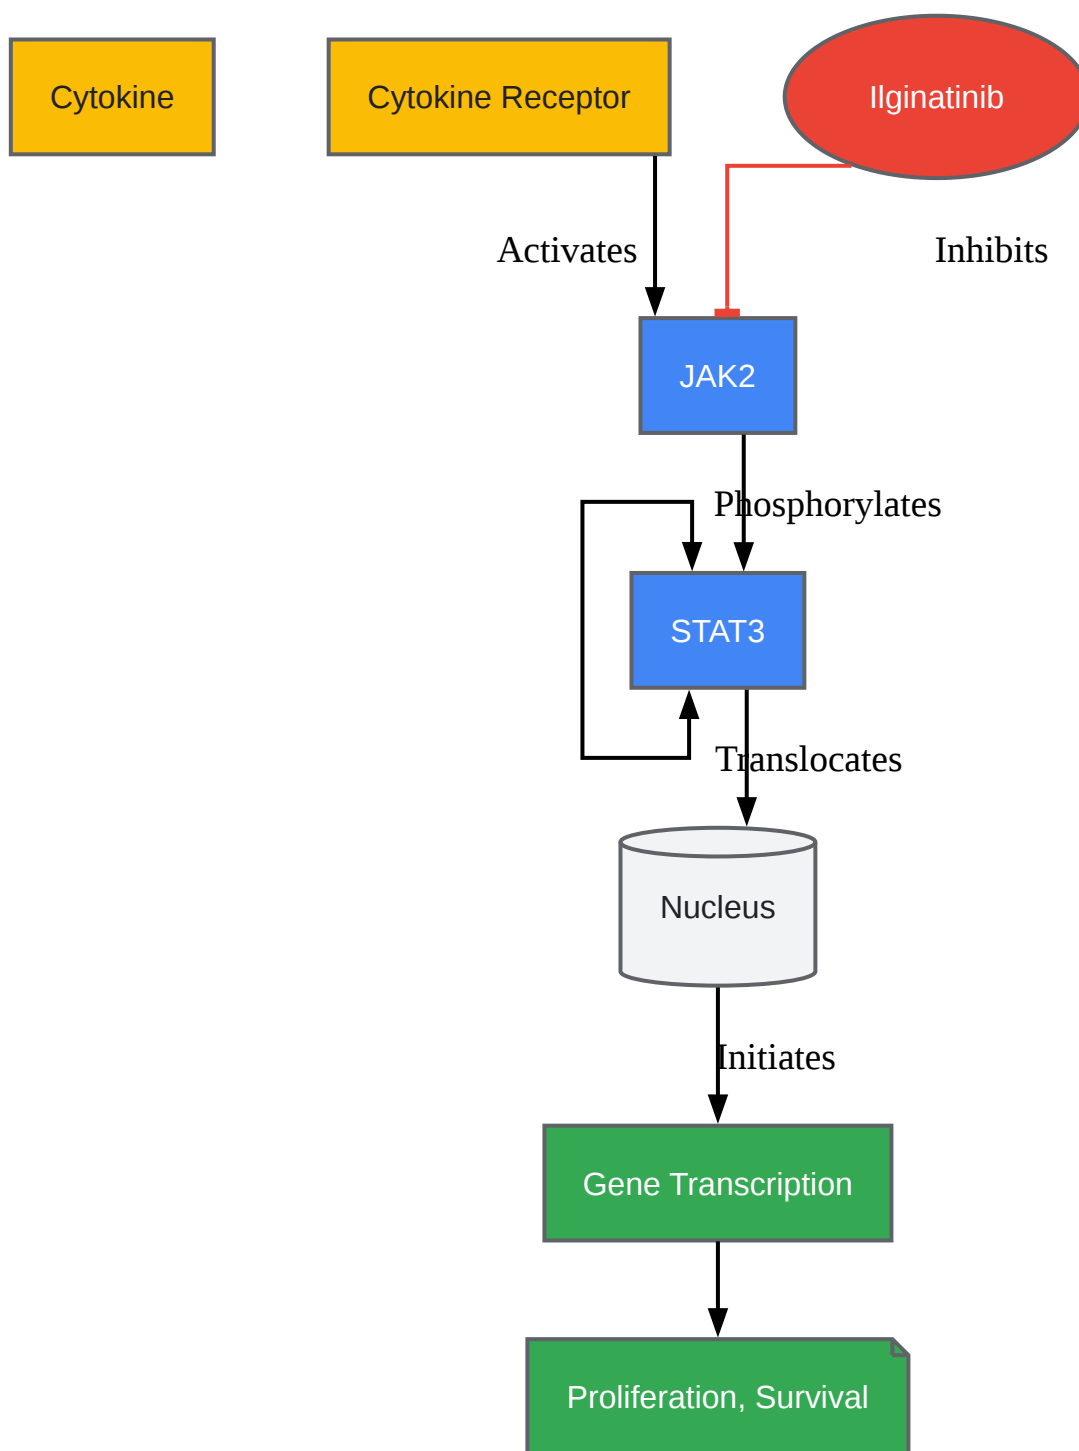 Cytokine
Cytokine Receptor
Ilginatinib
Activates
Inhibits
JAK2
Phosphorylates
STAT3
Translocates
Nucleus
Initiates
Gene Transcription
Proliferation, Survival